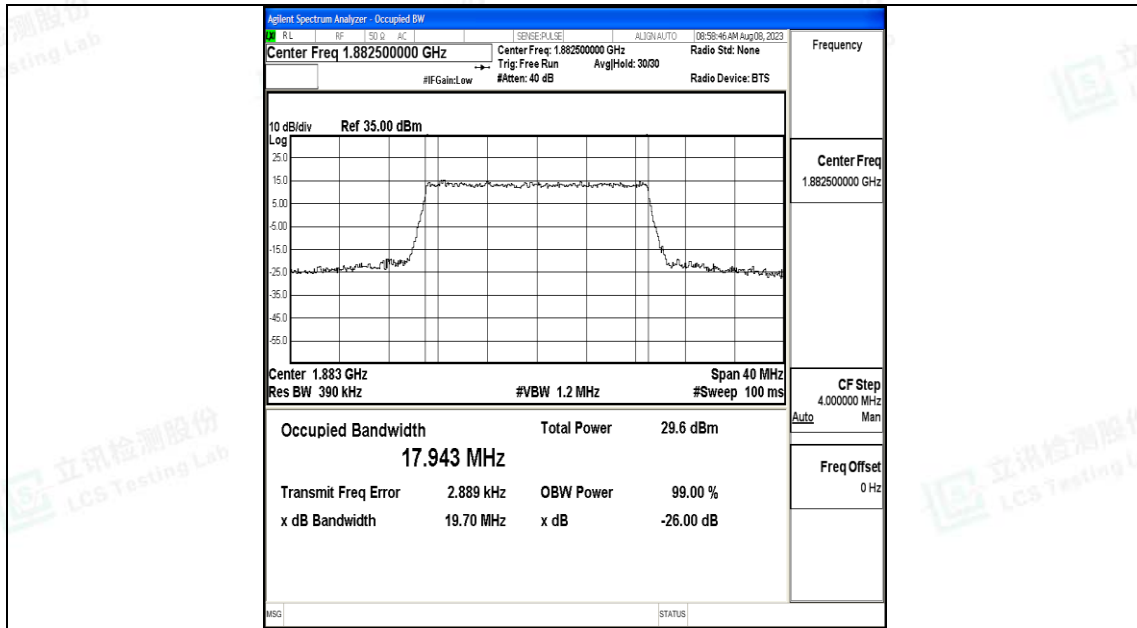 Agilent Spectrum Analyzer - Occupied BW
RL RF 50 Ω AC SENSE:PULSE ALIGN AUTO 08:58:46 AM Aug 08, 2023
Center Freq 1.882500000 GHz
Center Freq: 1.882500000 GHz
Radio Std: None
Trig: Free Run Avg|Hold: 30/30
#IFGain:Low
#Atten: 40 dB
Radio Device: BTS
10 dB/div Ref 35.00 dBm
Log
25.0
15.0
5.00
-5.00
-15.0
-25.0
-35.0
-45.0
-55.0
Center 1.883 GHz Span 40 MHz
Res BW 390 kHz #VBW 1.2 MHz #Sweep 100 ms
Occupied Bandwidth Total Power 29.6 dBm
17.943 MHz
Transmit Freq Error 2.889 kHz OBW Power 99.00 %
x dB Bandwidth 19.70 MHz x dB -26.00 dB
MSG STATUS
Frequency
Center Freq
1.882500000 GHz
CF Step
4.000000 MHz
Auto Man
Freq Offset
0 Hz
立讯检测股份
LCS Testing Lab
立讯检测股份
LCS Testing L